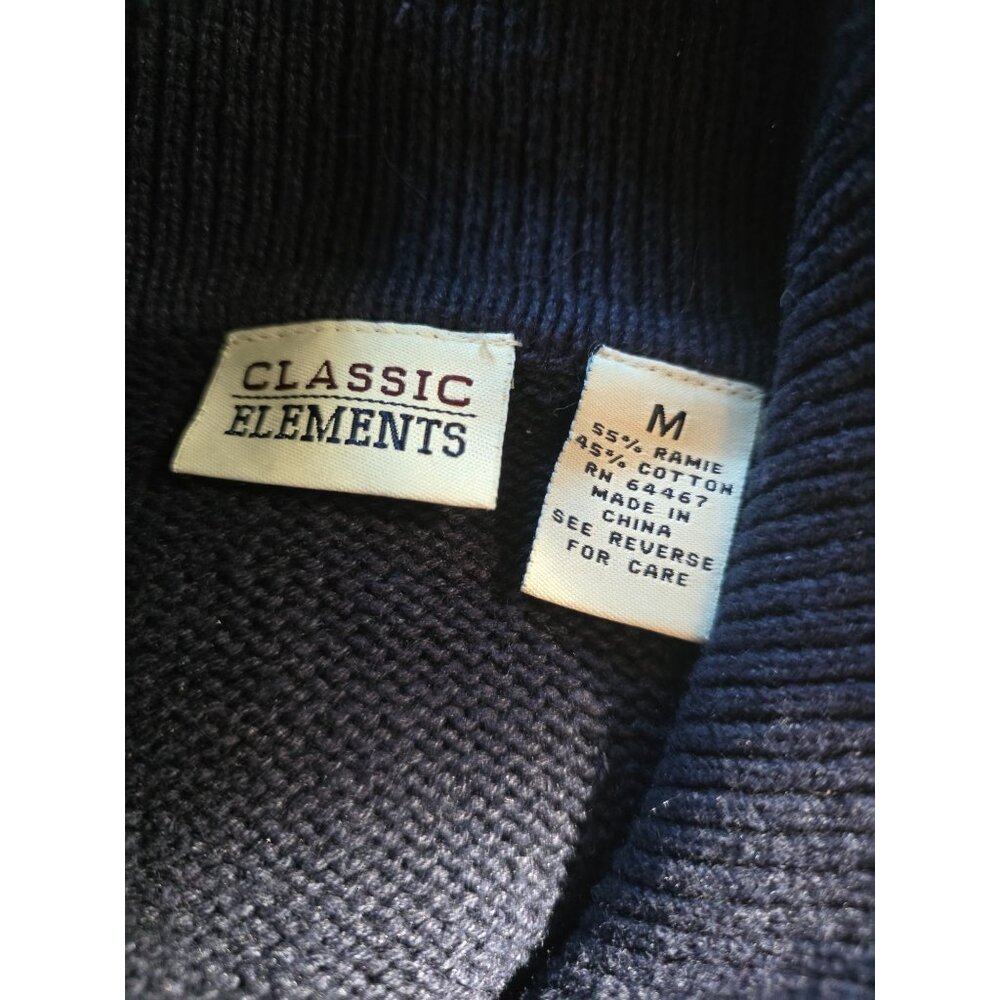 CLASSIC
ELEMENTS
M
55% RAMIE
45% COTTON
RN 64467
MADE IN
CHINA
SEE REVERSE
FOR CARE